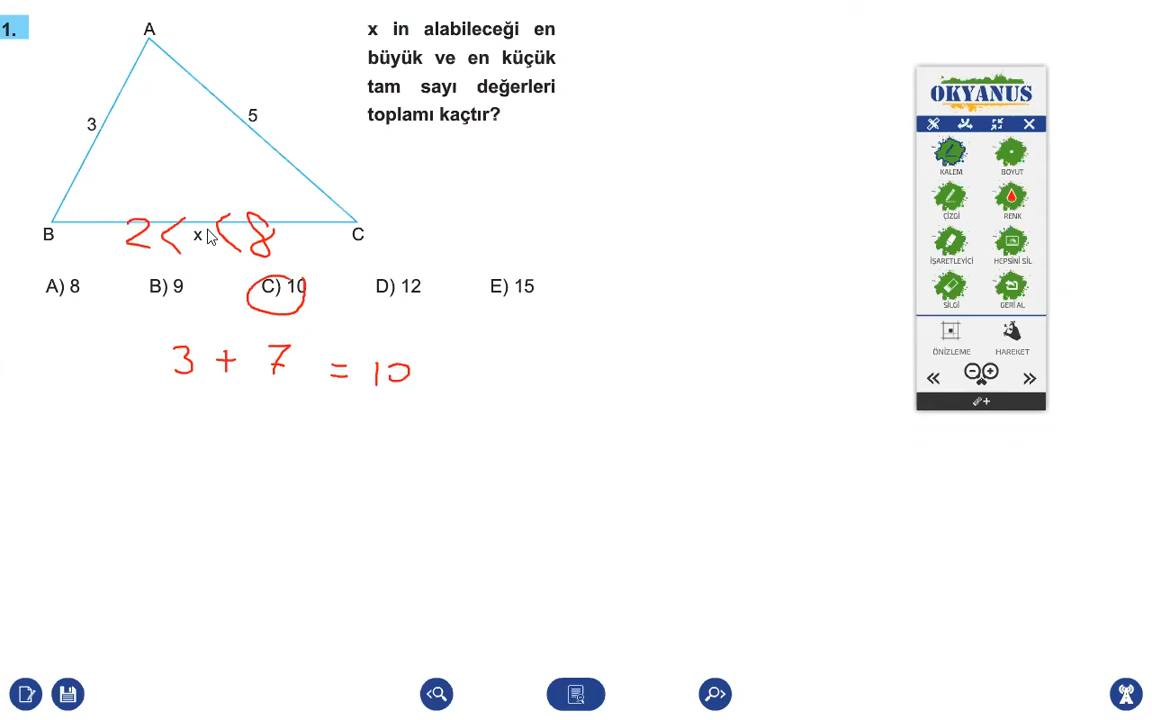 1.
A
x in alabileceği en
büyük ve en küçük
tam sayı değerleri
toplamı kaçtır?
3
5
B
2 < x < 8
C
A) 8 B) 9 C) 10 D) 12 E) 15
3 + 7 = 10
OKYANUS
KALEM BOYUT
ÇİZGİ RENK
İŞARETLEYİCİ HEPSİNİ SİL
SİLGİ GERİ AL
ÖNİZLEME HAREKET